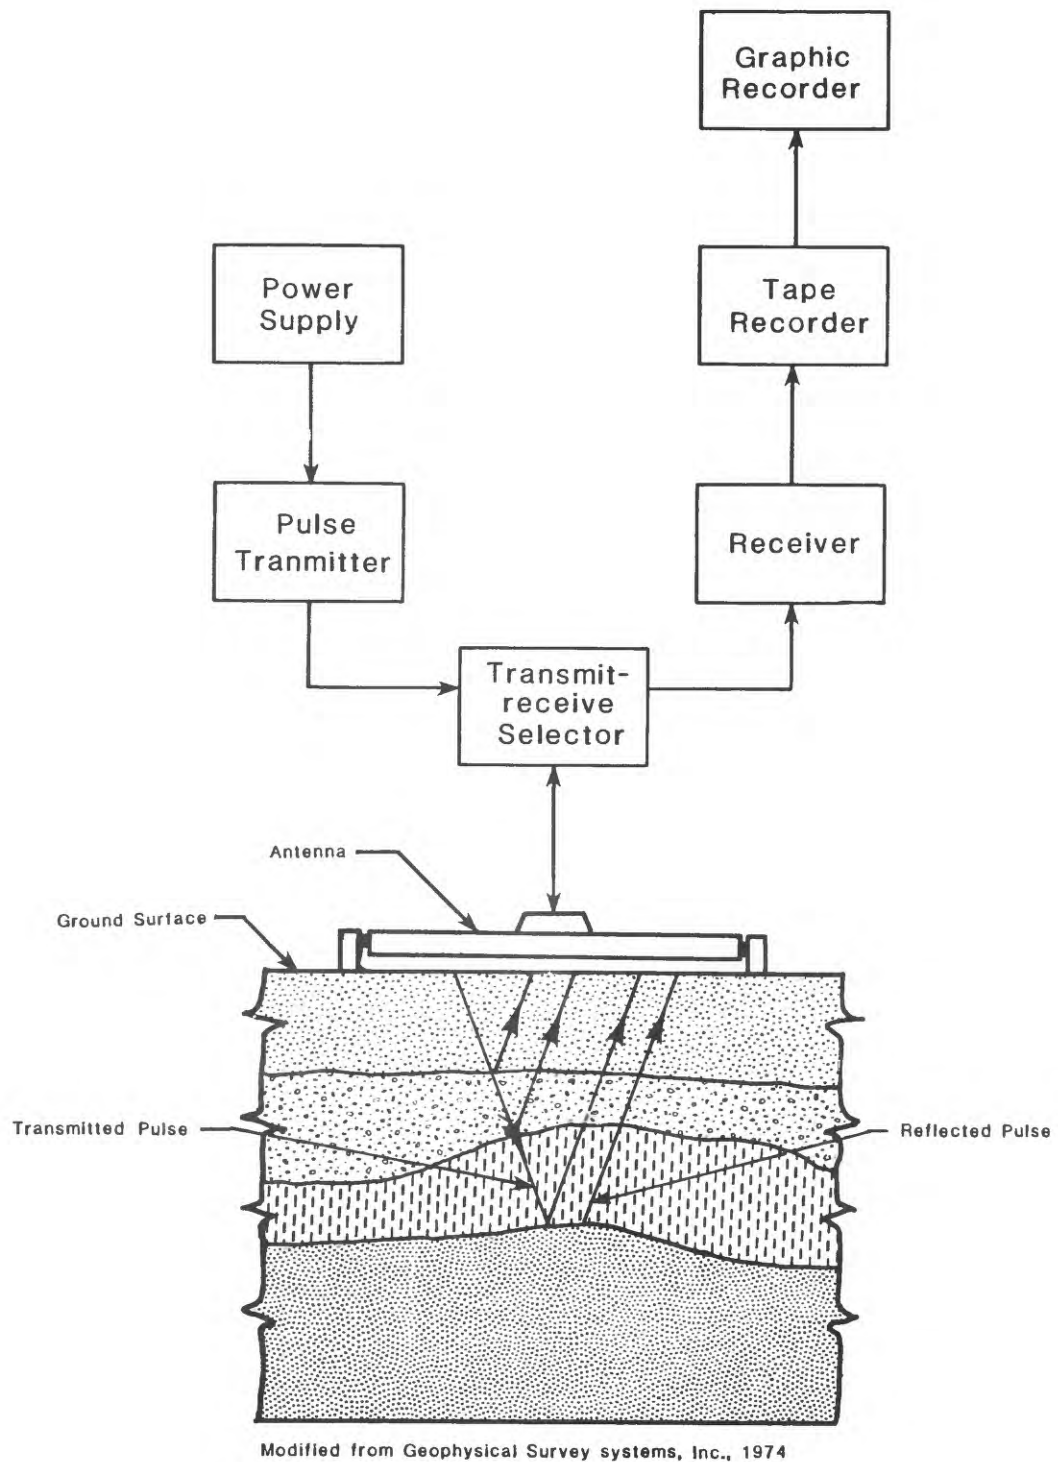 Graphic
Recorder
Power
Supply
Tape
Recorder
Pulse
Tranmitter
Receiver
Transmit-
receive
Selector
Antenna
Ground Surface
Transmitted Pulse
Reflected Pulse
Modified from Geophysical Survey systems, Inc., 1974